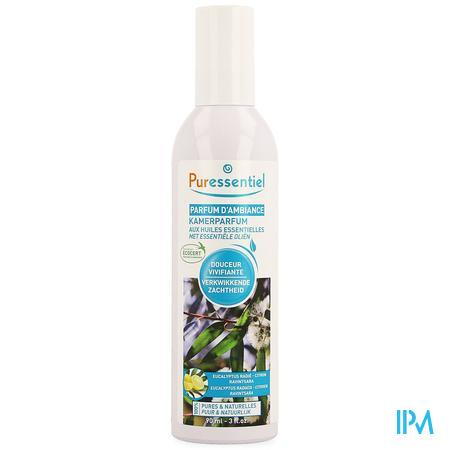 Puressentiel
PARFUM D'AMBIANCE
KAMERPARFUM
AUX HUILES ESSENTIELLES
MET ESSENTIËLE OLIËN
ECOCERT
DOUCEUR
VIVIFIANTE
VERKWIKKENDE
ZACHTHEID
EUCALYPTUS RADIÉ - CITRON
RAVINTSARA
EUCALYPTUS RADIATA - CITROEN
RAVINTSARA
100%
PURES & NATURELLES
PUUR & NATUURLIJK
90 ml - 3 fl.oz
IPM